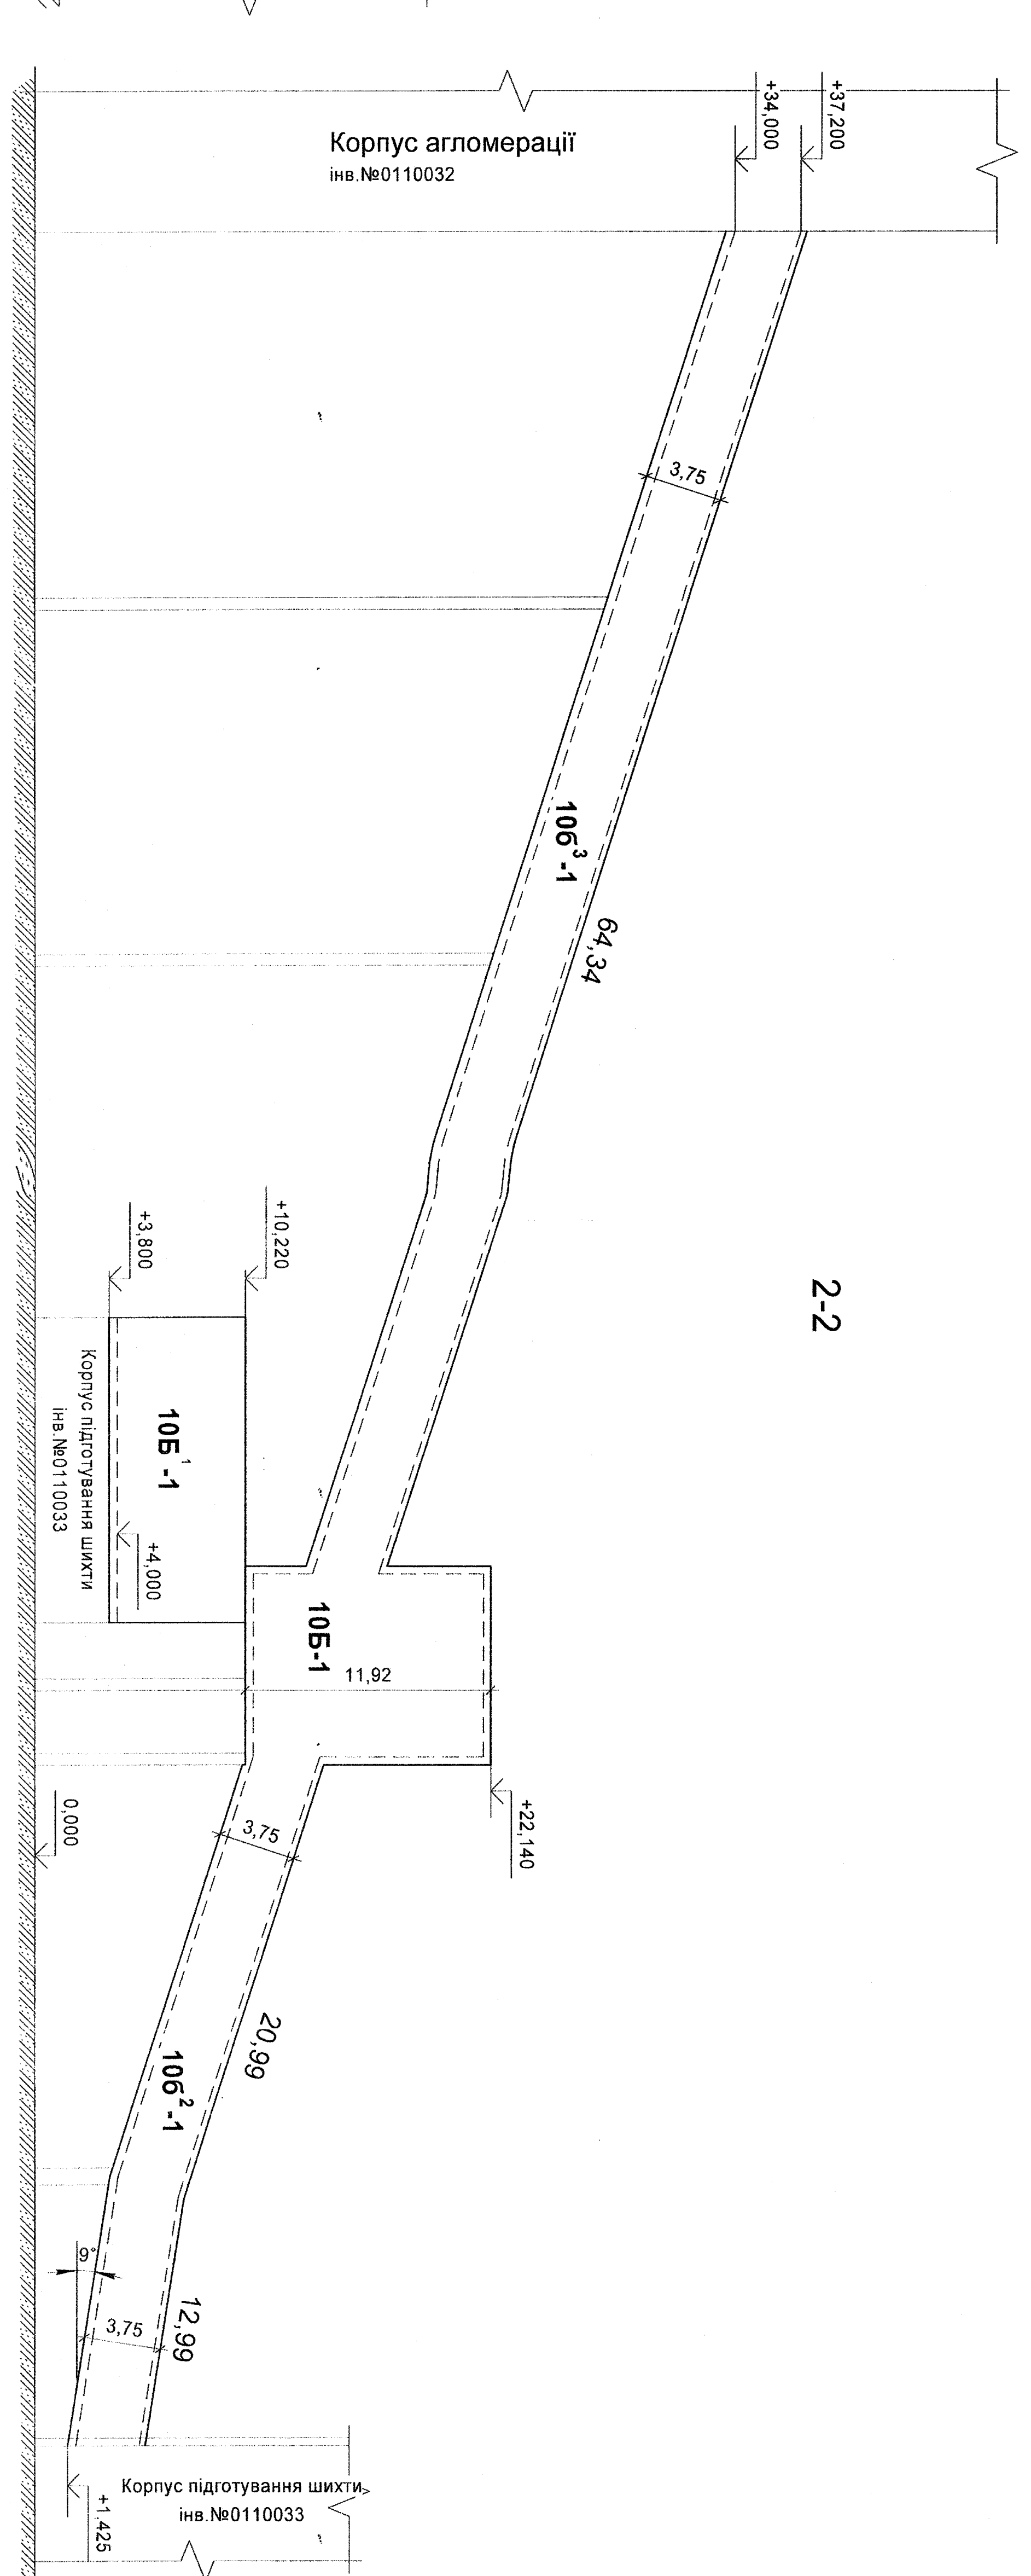 +37,200
+34,000
Корпус агломерації
інв.№0110032
3,75
10б³-1
64,34
2-2
+10,220
+3,800
10Б¹-1
+4,000
Корпус підготування шихти
інв.№0110033
10Б-1
11,92
+22,140
0,000
3,75
20,99
10б²-1
9°
3,75
12,99
Корпус підготування шихти
інв.№0110033
+1,425